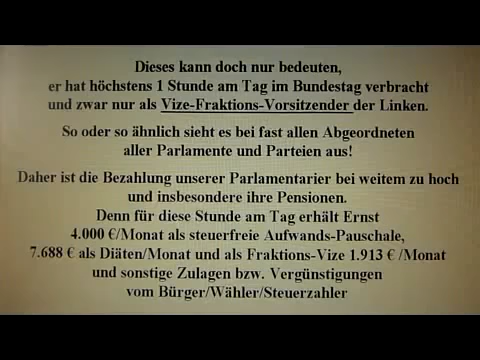 Dieses kann doch nur bedeuten,
er hat höchstens 1 Stunde am Tag im Bundestag verbracht
und zwar nur als Vize-Fraktions-Vorsitzender der Linken.
So oder so ähnlich sieht es bei fast allen Abgeordneten
aller Parlamente und Parteien aus!
Daher ist die Bezahlung unserer Parlamentarier bei weitem zu hoch
und insbesondere ihre Pensionen.
Denn für diese Stunde am Tag erhält Ernst
4.000 €/Monat als steuerfreie Aufwands-Pauschale,
7.688 € als Diäten/Monat und als Fraktions-Vize 1.913 € /Monat
und sonstige Zulagen bzw. Vergünstigungen
vom Bürger/Wähler/Steuerzahler